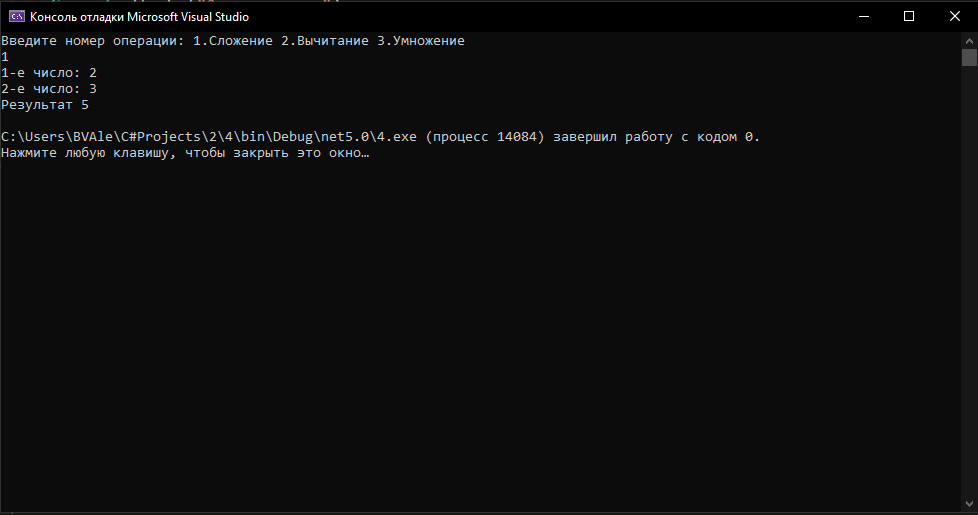 Консоль отладки Microsoft Visual Studio
Введите номер операции: 1.Сложение 2.Вычитание 3.Умножение
1
1-е число: 2
2-е число: 3
Результат 5
C:\Users\BVAle\C#Projects\2\4\bin\Debug\net5.0\4.exe (процесс 14084) завершил работу с кодом 0.
Нажмите любую клавишу, чтобы закрыть это окно…